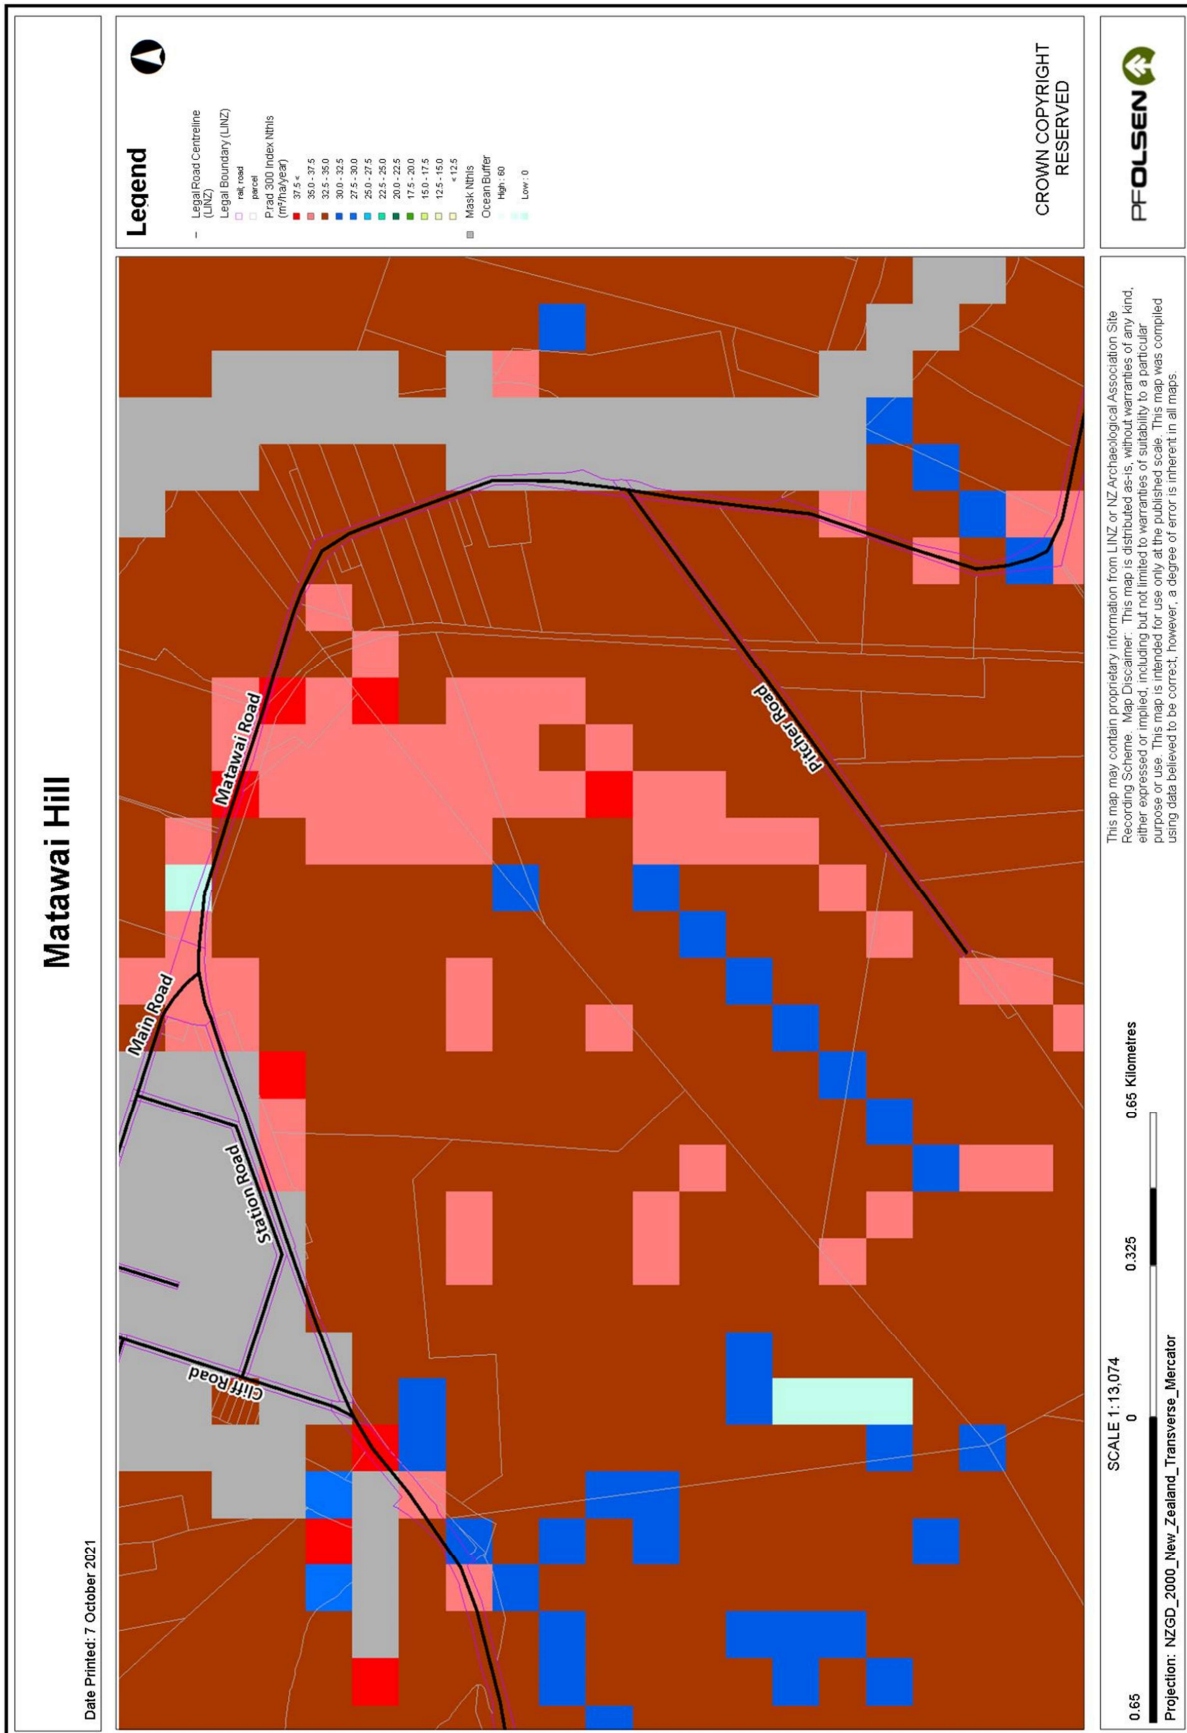 Matawai Hill
Date Printed: 7 October 2021
Main Road
Matawai Road
Station Road
Cliff Road
Pitcher Road
Legend
Legal Road Centreline
(LINZ)
Legal Boundary (LINZ)
rail, road
parcel
P.rad 300 Index NthIs
(m³/ha/year)
37.5 <
35.0 - 37.5
32.5 - 35.0
30.0 - 32.5
27.5 - 30.0
25.0 - 27.5
22.5 - 25.0
20.0 - 22.5
17.5 - 20.0
15.0 - 17.5
12.5 - 15.0
< 12.5
Mask NthIs
Ocean Buffer
High : 60
Low : 0
CROWN COPYRIGHT
RESERVED
SCALE 1:13,074
0.65
0
0.325
0.65 Kilometres
Projection: NZGD_2000_New_Zealand_Transverse_Mercator
This map may contain proprietary information from LINZ or NZ Archaeological Association Site
Recording Scheme. Map Disclaimer: This map is distributed as-is, without warranties of any kind,
either expressed or implied, including but not limited to warranties of suitability to a particular
purpose or use. This map is intended for use only at the published scale. This map was compiled
using data believed to be correct, however, a degree of error is inherent in all maps.
PFOLSEN